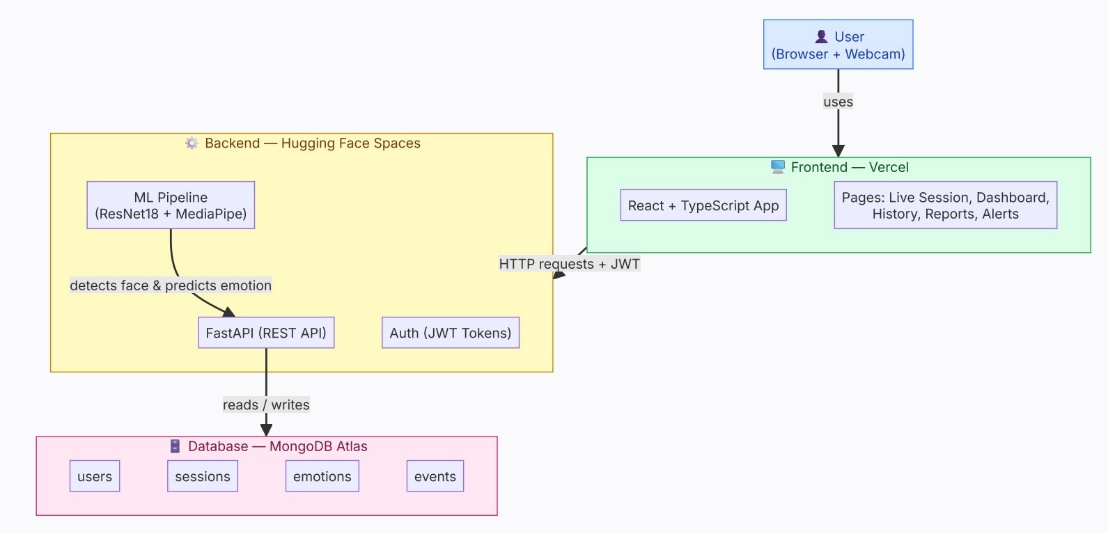 User
(Browser + Webcam)
uses
Backend — Hugging Face Spaces
ML Pipeline
(ResNet18 + MediaPipe)
detects face & predicts emotion
FastAPI (REST API)
Auth (JWT Tokens)
Frontend — Vercel
React + TypeScript App
Pages: Live Session, Dashboard,
History, Reports, Alerts
HTTP requests + JWT
reads / writes
Database — MongoDB Atlas
users
sessions
emotions
events